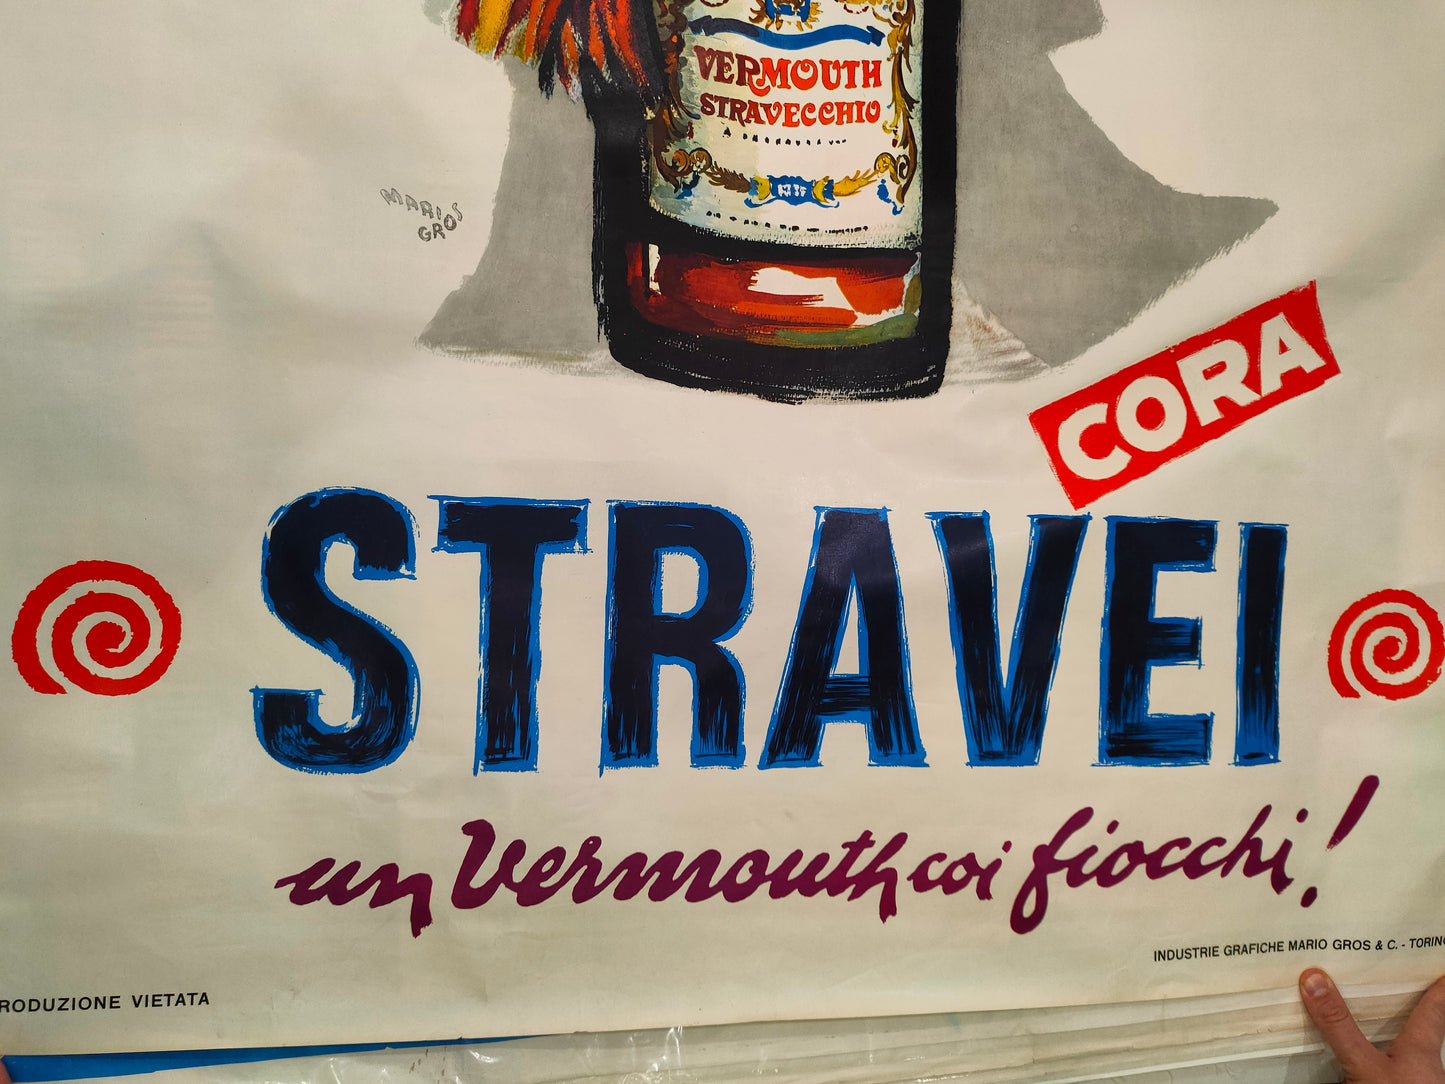 VERMOUTH
STRAVECCHIO
MARIO
GROS
CORA
STRAVEI
un Vermouth coi fiocchi!
INDUSTRIE GRAFICHE MARIO GROS & C. - TORINO
RODUZIONE VIETATA